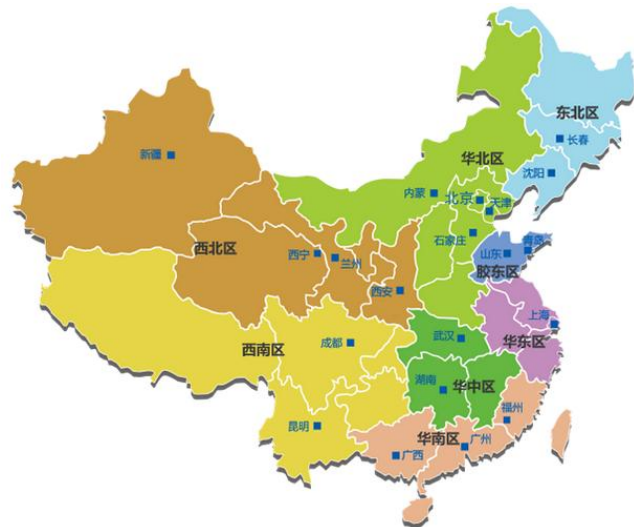 东北区
长春
沈阳
华北区
新疆
内蒙
北京
天津
石家庄
西北区
西宁
兰州
青岛
山东
胶东区
西安
上海
华东区
武汉
成都
西南区
湖南
华中区
福州
昆明
华南区
广州
广西